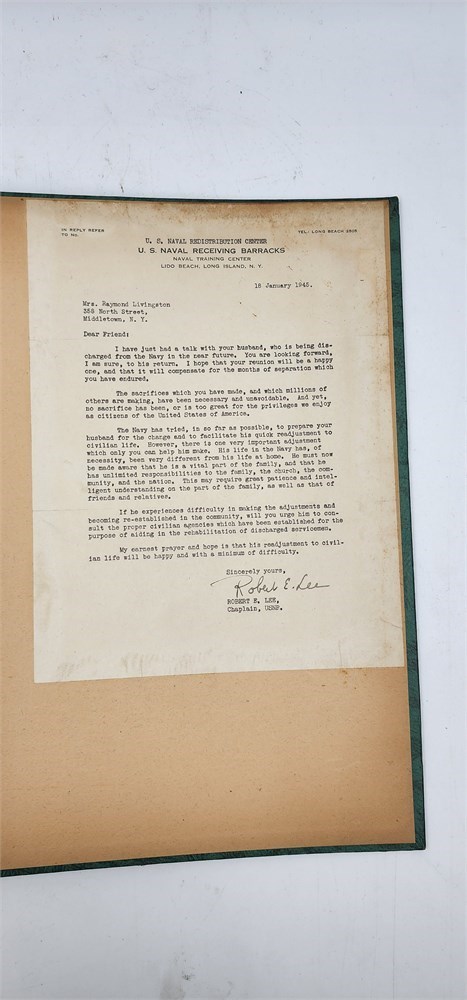 IN REPLY REFER
TO No.
TEL: LONG BEACH 2508
U. S. NAVAL REDISTRIBUTION CENTER
U. S. NAVAL RECEIVING BARRACKS
NAVAL TRAINING CENTER
LIDO BEACH, LONG ISLAND, N. Y.
18 January 1945.
Mrs. Raymond Livingston
North Street,
Middletown, N. Y.
Dear Friend:
I have just had a talk with your husband, who is being dis-
charged from the Navy in the near future. You are looking forward,
I am sure, to his return. I hope that your reunion will be a happy
one, and that it will compensate for the months of separation which
you have endured.
The sacrifices which you have made, and which millions of
others are making, have been necessary and unavoidable. And yet,
no sacrifice has been, or is too great for the privileges we enjoy
as citizens of the United States of America.
The Navy has tried, in so far as possible, to prepare your
husband for the change and to facilitate his quick readjustment to
civilian life. However, there is one very important adjustment
which only you can help him make. His life in the Navy has, of
necessity, been very different from his life at home. He must now
be made aware that he is a vital part of the family, and that he
has unlimited responsibilities to the family, the church, the com-
munity, and the nation. This may require great patience and intel-
ligent understanding on the part of the family, as well as that of
friends and relatives.
If he experiences difficulty in making the adjustments and
becoming re-established in the community, will you urge him to con-
sult the proper civilian agencies which have been established for the
purpose of aiding in the rehabilitation of discharged servicemen.
My earnest prayer and hope is that his readjustment to civil-
ian life will be happy and with a minimum of difficulty.
Sincerely yours,
Robert E. Lee
ROBERT E. LEE,
Chaplain, USNR.